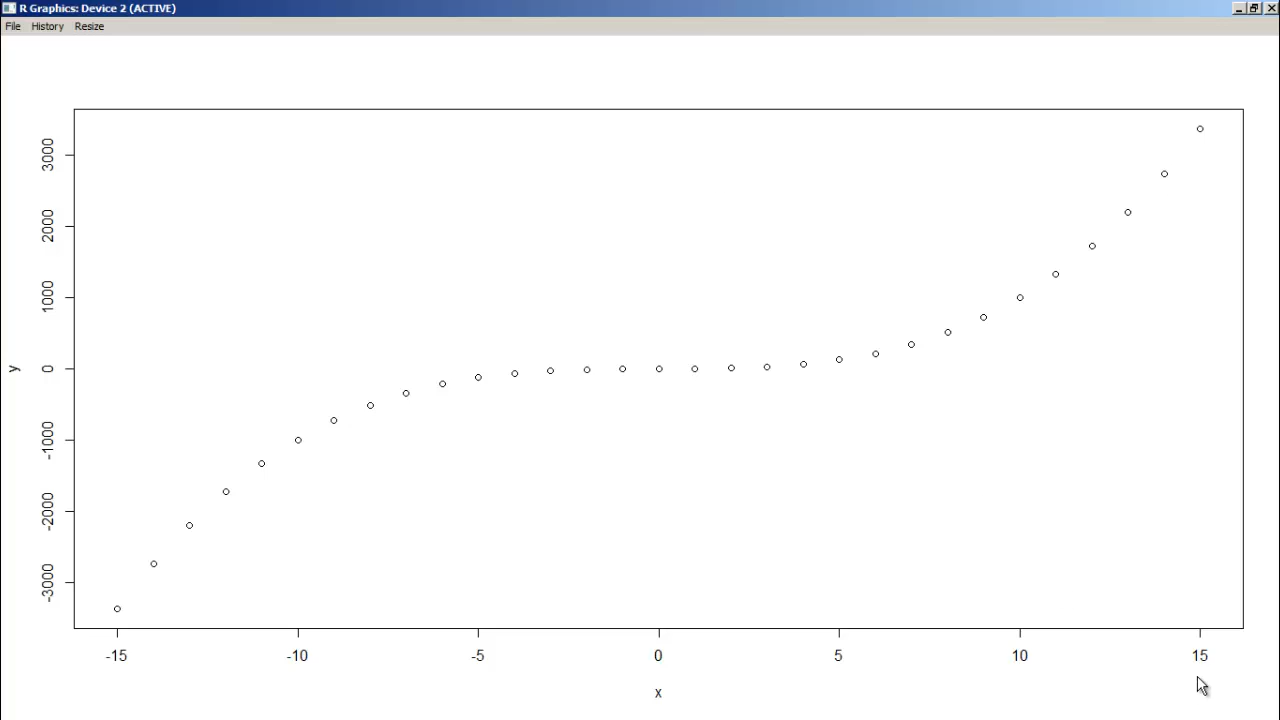 R Graphics: Device 2 (ACTIVE)
File History Resize
3000
2000
1000
0
-1000
-2000
-3000
y
-15 -10 -5 0 5 10 15
x